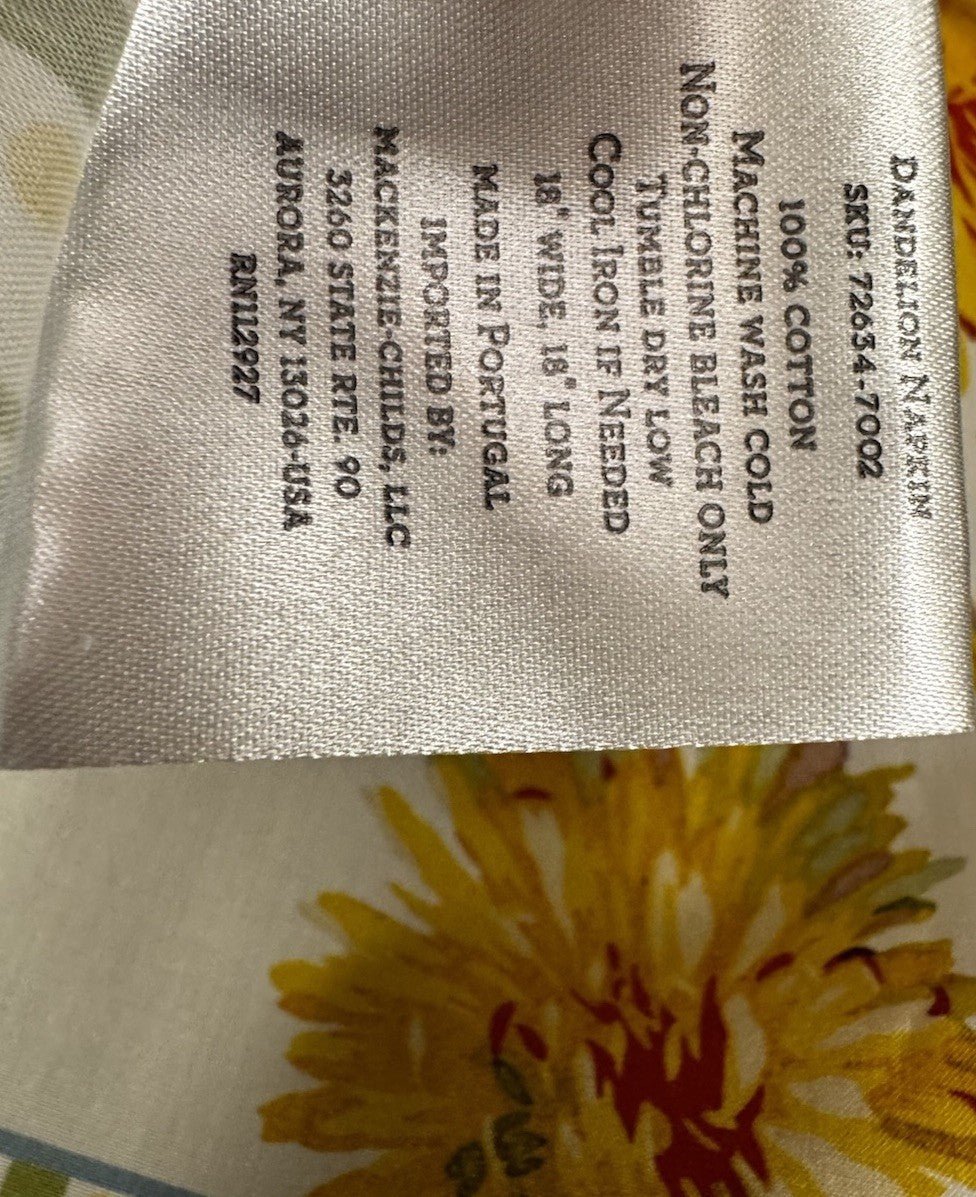 DANDELION NAPKIN
SKU: 72634-7002
100% COTTON
MACHINE WASH COLD
NON-CHLORINE BLEACH ONLY
TUMBLE DRY LOW
COOL IRON IF NEEDED
18" WIDE, 18" LONG
MADE IN PORTUGAL
IMPORTED BY:
MACKENZIE-CHILDS, LLC
3260 STATE RTE. 90
AURORA, NY 13026-USA
RN112927